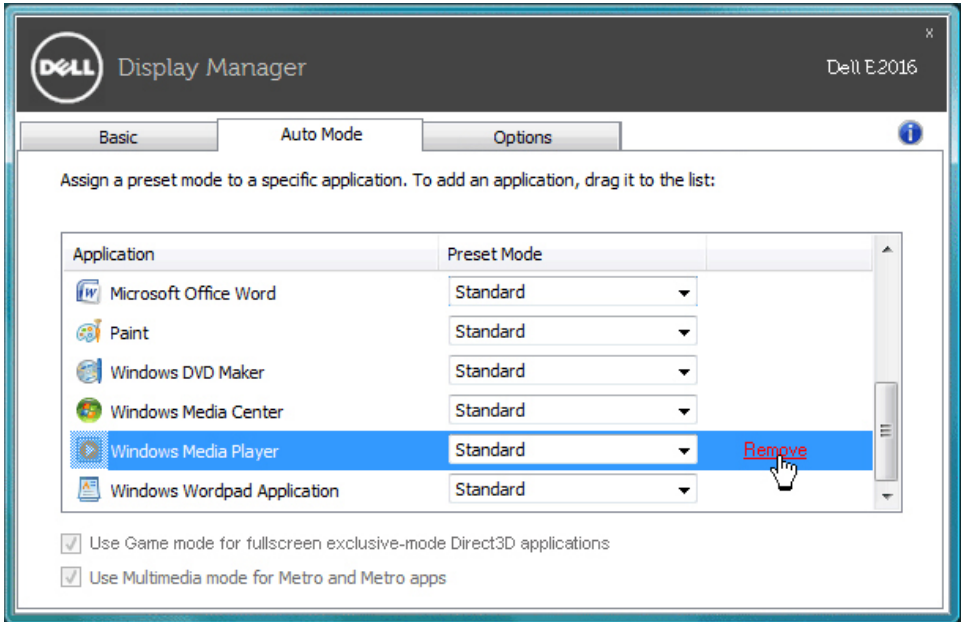 x
DELL Display Manager Dell E2016
Basic Auto Mode Options
Assign a preset mode to a specific application. To add an application, drag it to the list:
Application Preset Mode
Microsoft Office Word Standard
Paint Standard
Windows DVD Maker Standard
Windows Media Center Standard
Windows Media Player Standard Remove
Windows Wordpad Application Standard
Use Game mode for fullscreen exclusive-mode Direct3D applications
Use Multimedia mode for Metro and Metro apps